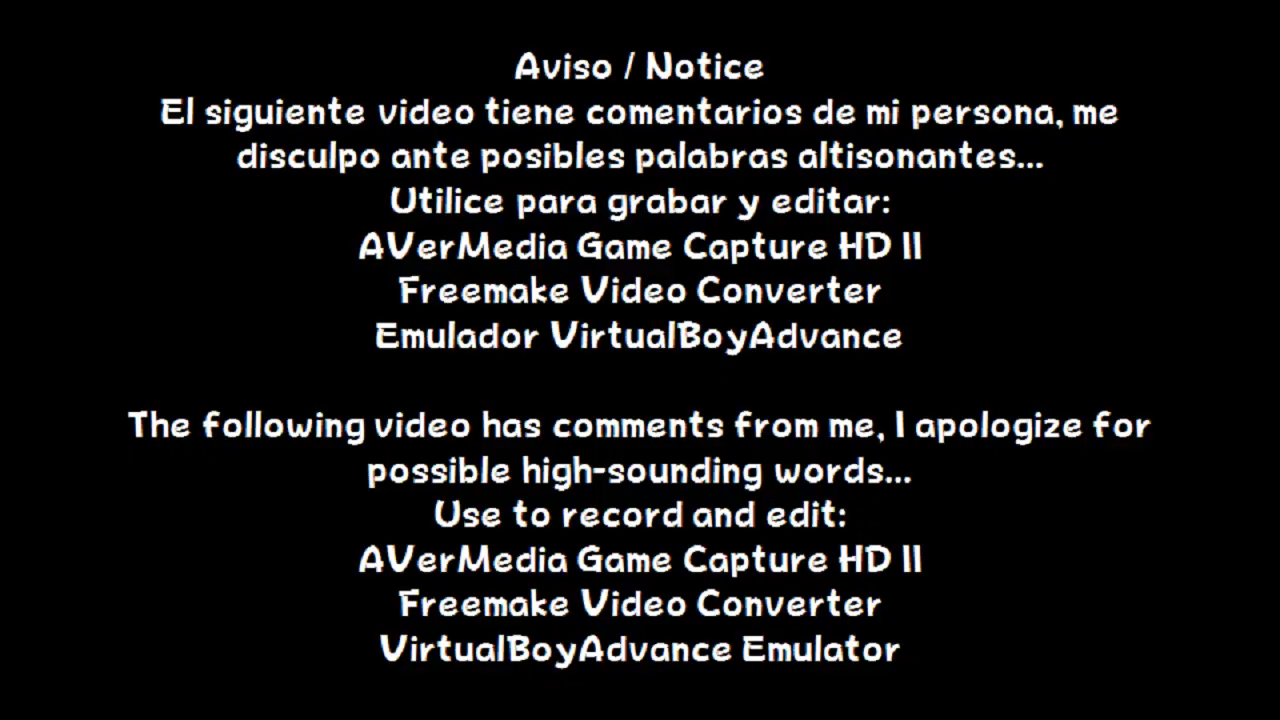 Aviso / Notice
El siguiente video tiene comentarios de mi persona, me
disculpo ante posibles palabras altisonantes...
Utilice para grabar y editar:
AVerMedia Game Capture HD II
Freemake Video Converter
Emulador VirtualBoyAdvance
The following video has comments from me, I apologize for
possible high-sounding words...
Use to record and edit:
AVerMedia Game Capture HD II
Freemake Video Converter
VirtualBoyAdvance Emulator